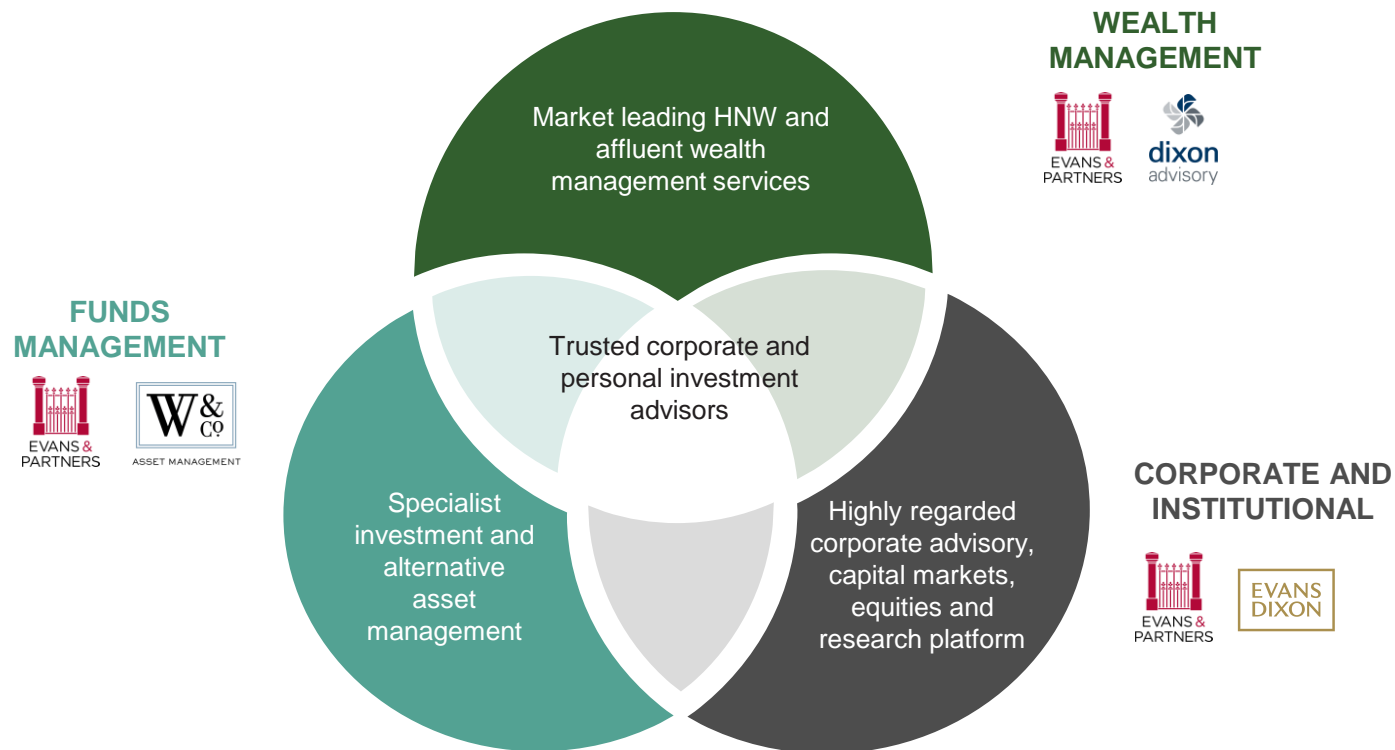 WEALTH
MANAGEMENT
EVANS &
PARTNERS
dixon
advisory
Market leading HNW and
affluent wealth
management services
FUNDS
MANAGEMENT
EVANS &
PARTNERS
W &
CO
ASSET MANAGEMENT
Trusted corporate and
personal investment
advisors
Specialist
investment and
alternative
asset
management
Highly regarded
corporate advisory,
capital markets,
equities and
research platform
CORPORATE AND
INSTITUTIONAL
EVANS &
PARTNERS
EVANS
DIXON